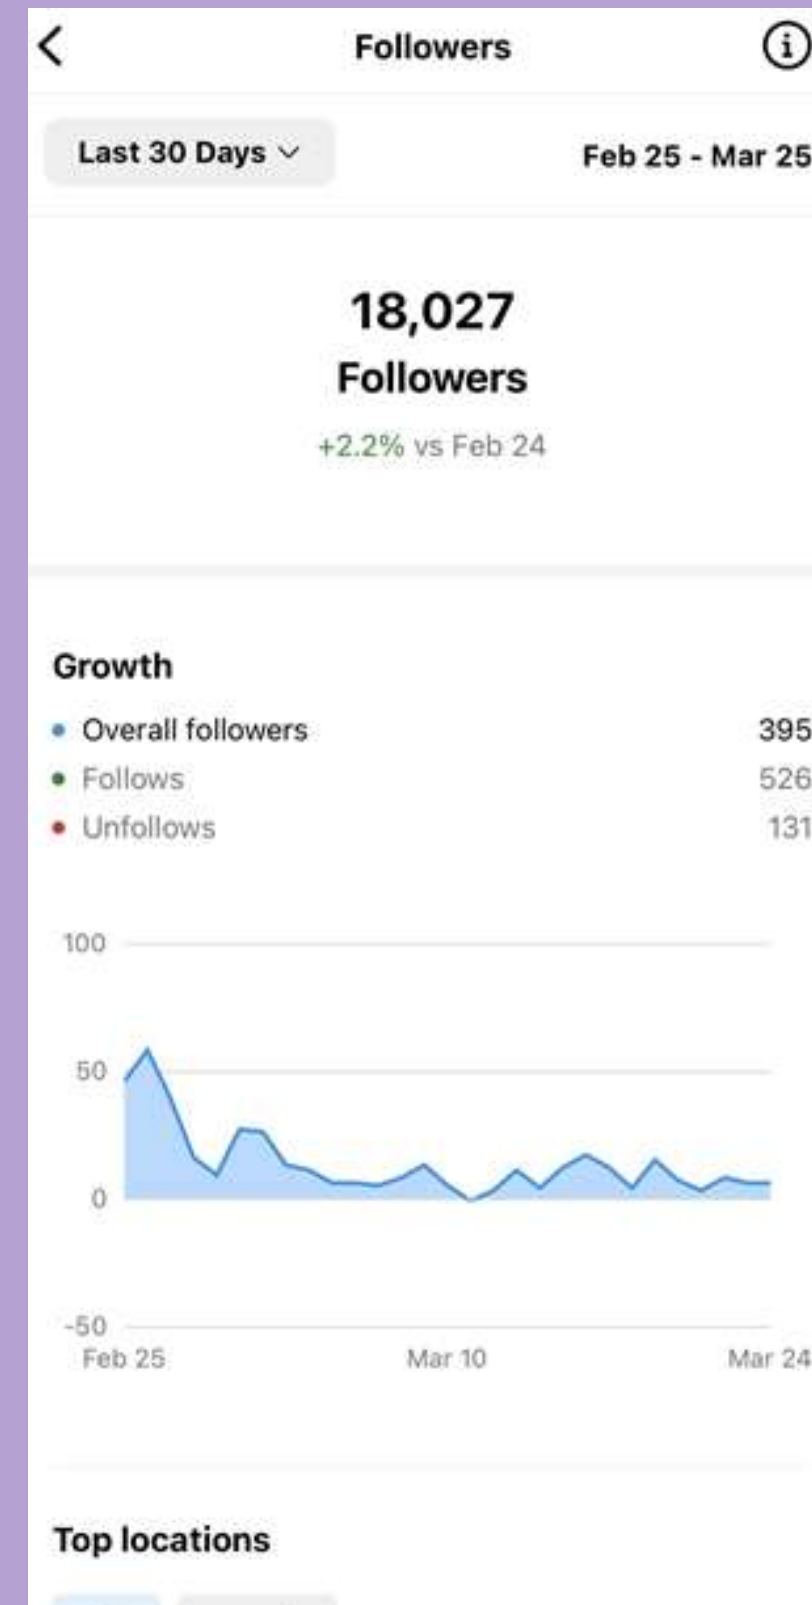 Followers
Last 30 Days
Feb 25 - Mar 25
18,027
Followers
+2.2% vs Feb 24
Growth
Overall followers 395
Follows 526
Unfollows 131
100
50
0
-50
Feb 25 Mar 10 Mar 24
Top locations